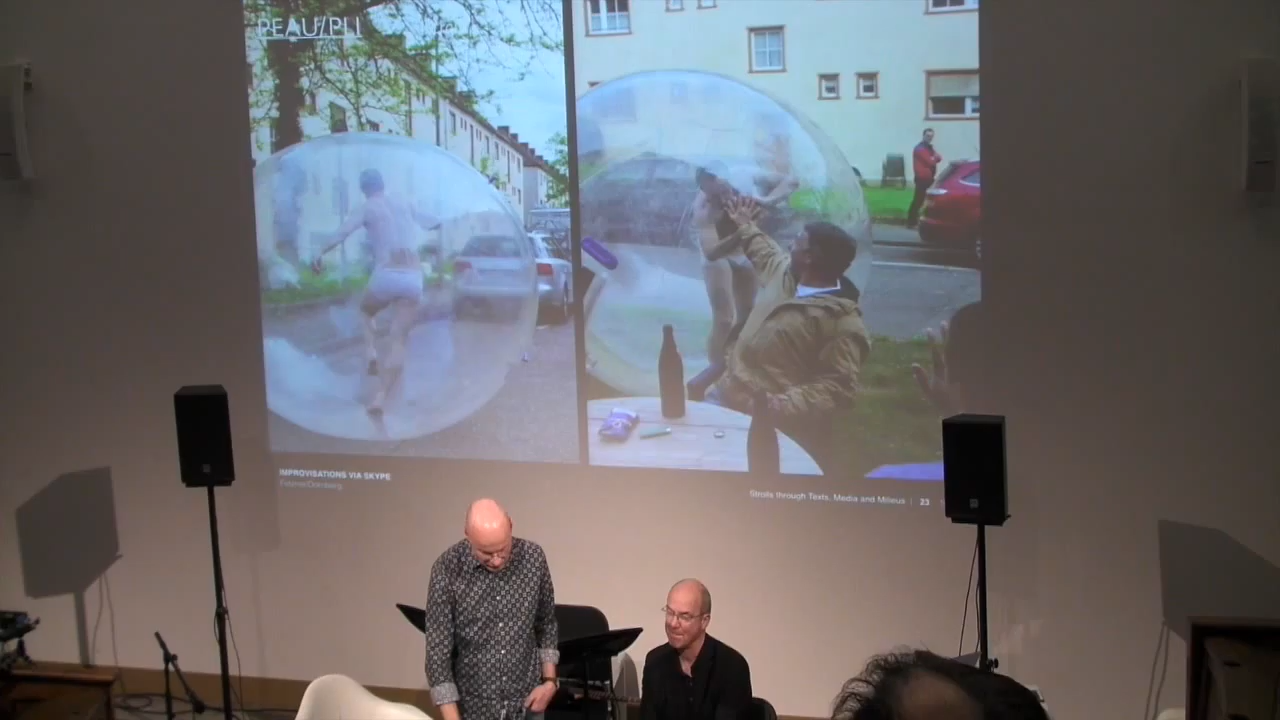 PEAU/PLI
IMPROVISATIONS VIA SKYPE
Strolls through Texts, Media and Milieus | 23